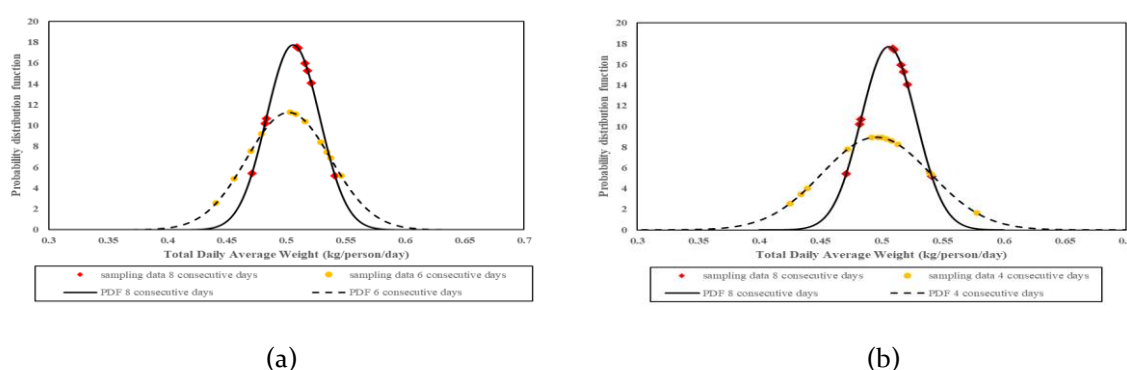 20
18
16
14
12
10
8
6
4
2
0
Probability distribution function
0.3 0.35 0.4 0.45 0.5 0.55 0.6 0.65 0.7
Total Daily Average Weight (kg/person/day)
sampling data 8 consecutive days sampling data 6 consecutive days
PDF 8 consecutive days PDF 6 consecutive days
(a)
20
18
16
14
12
10
8
6
4
2
0
Probability distribution function
0.3 0.35 0.4 0.45 0.5 0.55 0.6 0.65
Total Daily Average Weight (kg/person/day)
sampling data 8 consecutive days sampling data 4 consecutive days
PDF 8 consecutive days PDF 4 consecutive days
(b)